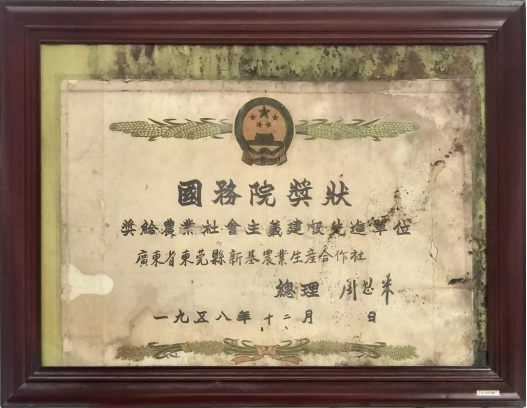 國務院獎狀
獎給農業社會主義建設先進單位
廣東省東莞縣新基農業生產合作社
總理 周恩來
一九五八年 十二月 日